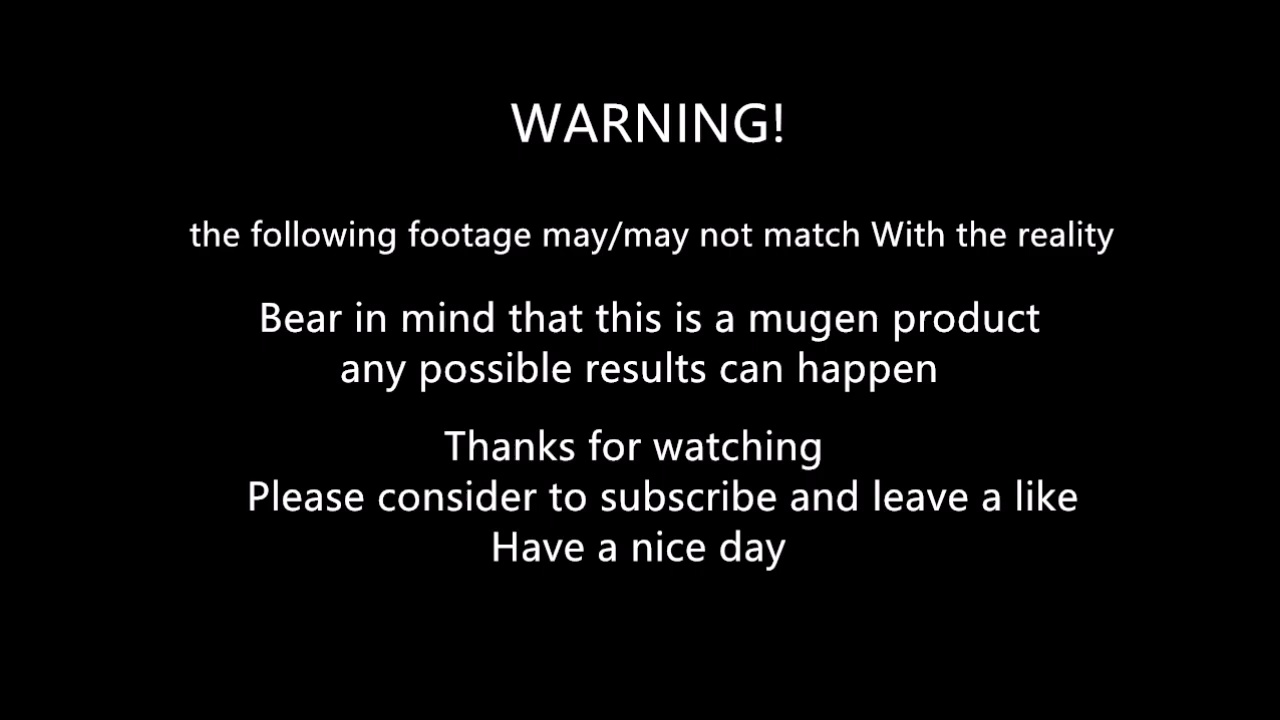 WARNING!
the following footage may/may not match With the reality
Bear in mind that this is a mugen product
any possible results can happen
Thanks for watching
Please consider to subscribe and leave a like
Have a nice day